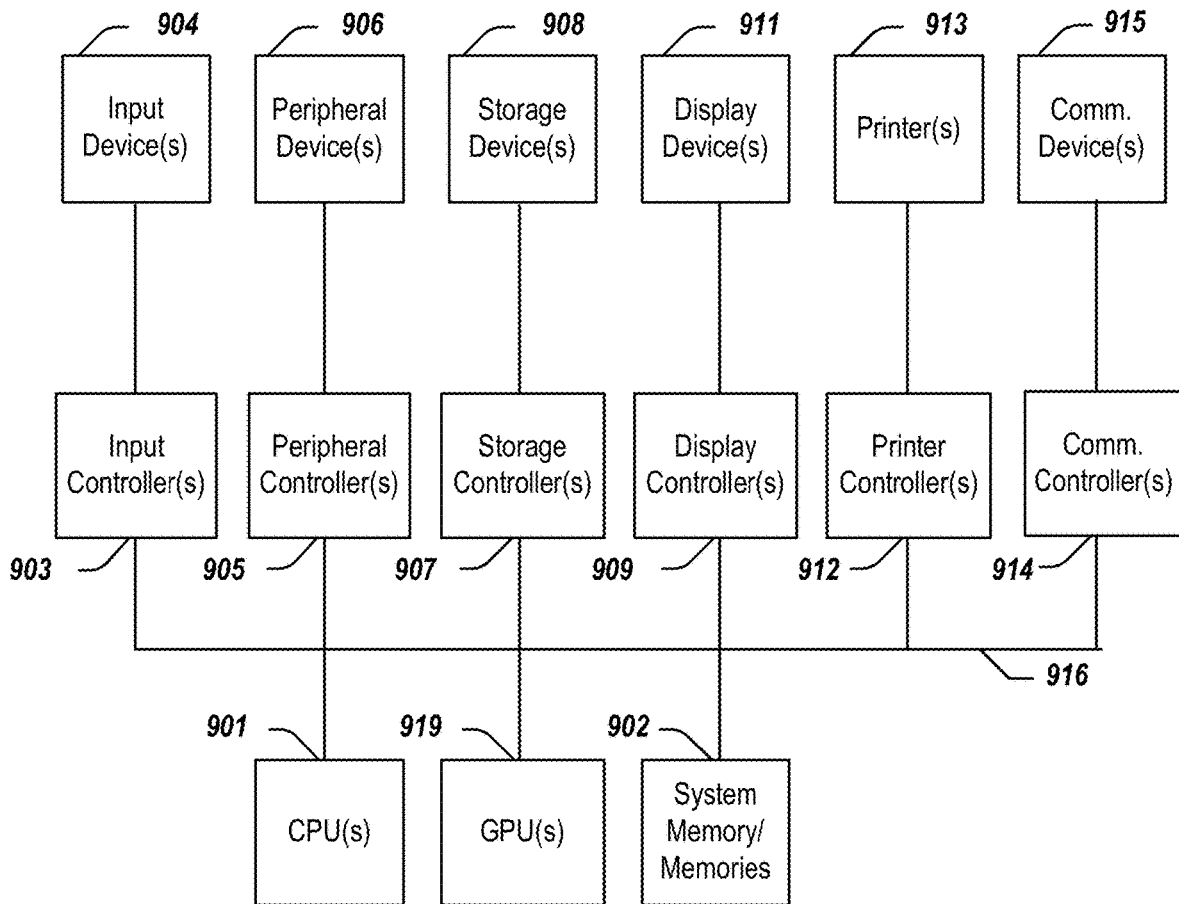 904
906
908
911
913
915
Input
Device(s)
Peripheral
Device(s)
Storage
Device(s)
Display
Device(s)
Printer(s)
Comm.
Device(s)
Input
Controller(s)
Peripheral
Controller(s)
Storage
Controller(s)
Display
Controller(s)
Printer
Controller(s)
Comm.
Controller(s)
903
905
907
909
912
914
916
901
919
902
CPU(s)
GPU(s)
System
Memory/
Memories